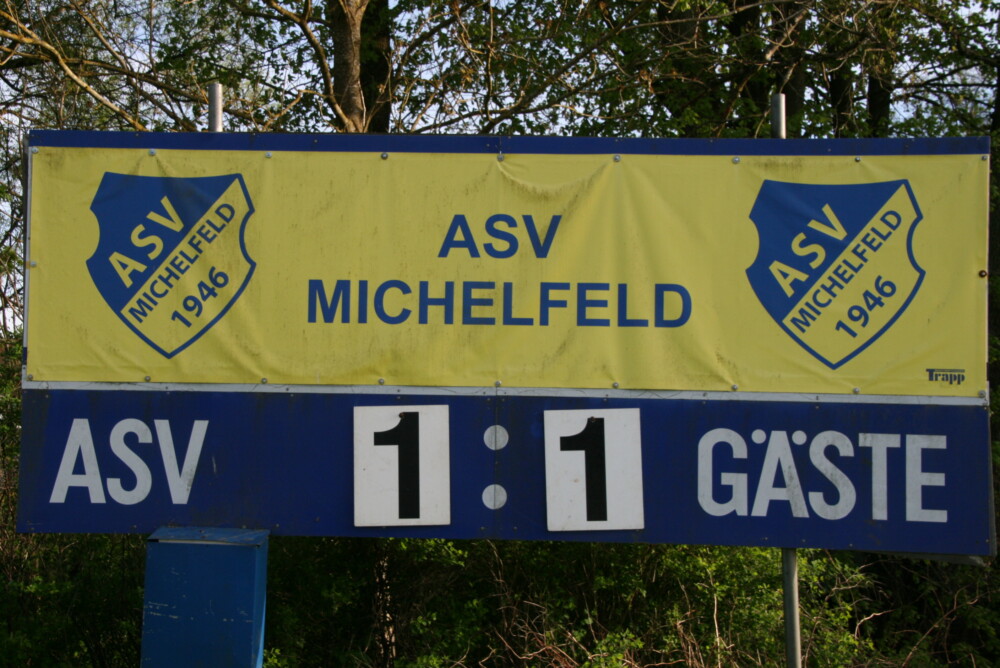 ASV
MICHELFELD
1946
ASV
MICHELFELD
ASV
MICHELFELD
1946
Trapp
ASV 1 : 1 GÄSTE